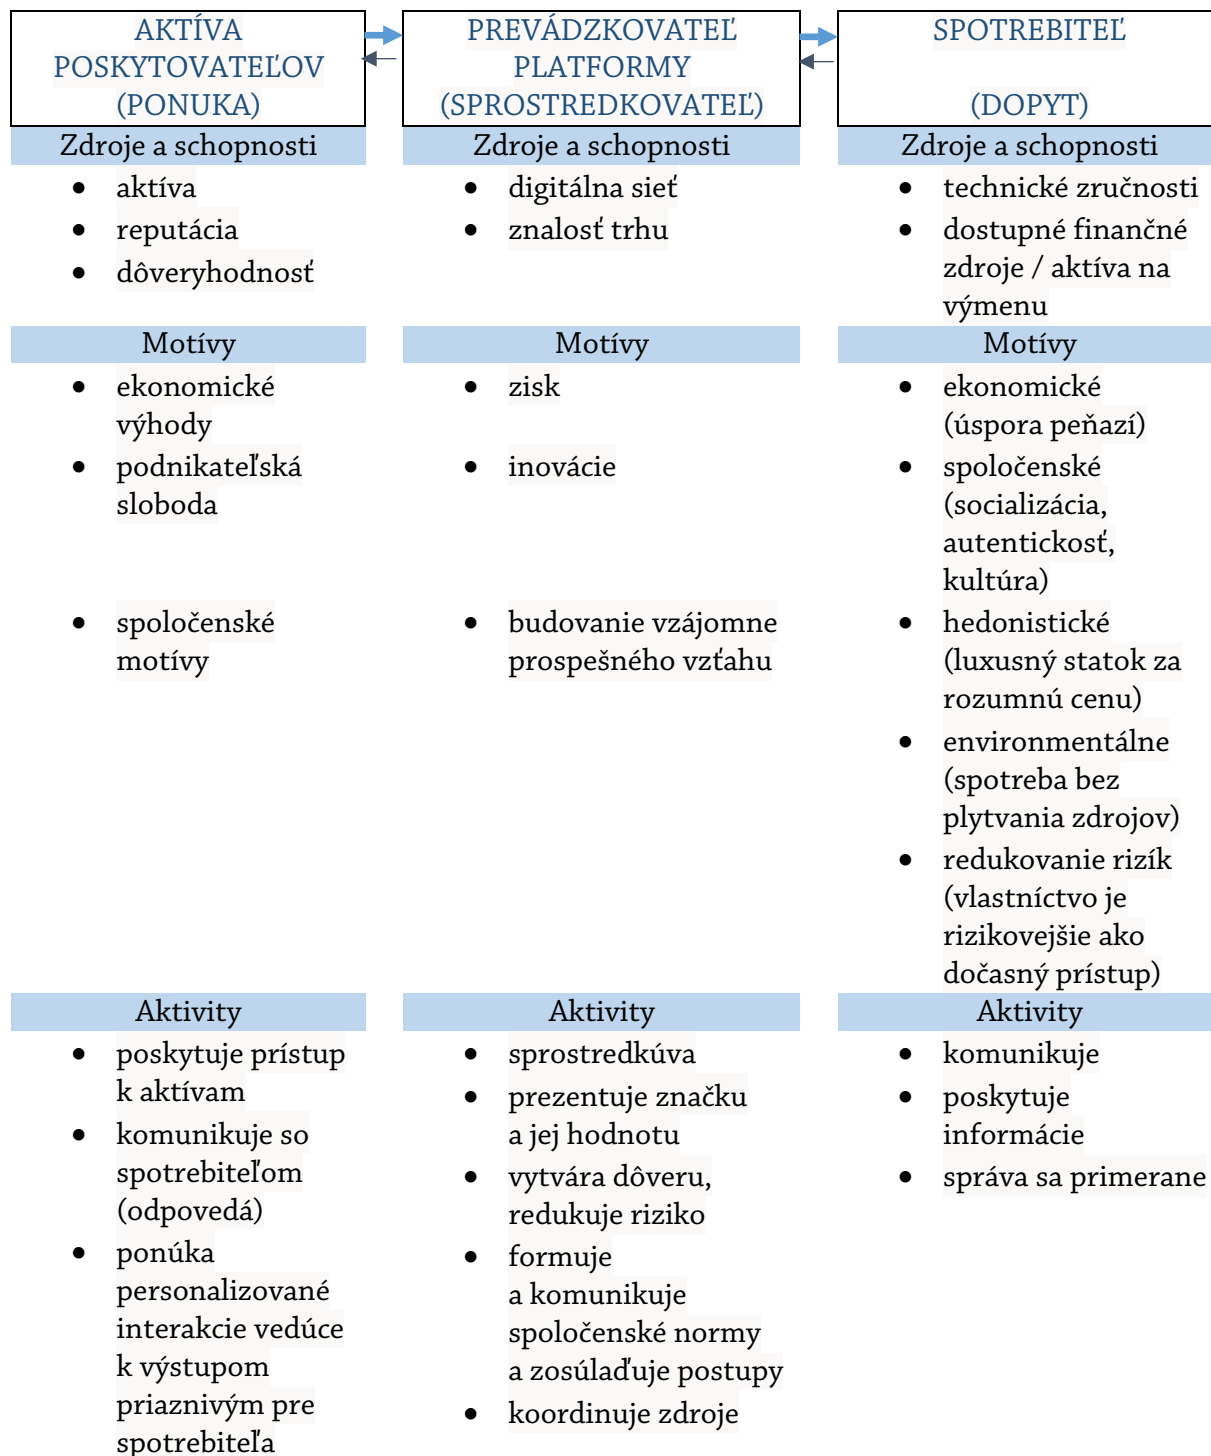 AKTÍVA
POSKYTOVATEĽOV
(PONUKA)
PREVÁDZKOVATEĽ
PLATFORMY
(SPROSTREDKOVATEĽ)
SPOTREBITEĽ
(DOPYT)
Zdroje a schopnosti
• aktíva
• reputácia
• dôveryhodnosť
Zdroje a schopnosti
• digitálna sieť
• znalosť trhu
Zdroje a schopnosti
• technické zručnosti
• dostupné finančné
zdroje / aktíva na
výmenu
Motívy
• ekonomické
výhody
• podnikateľská
sloboda
• spoločenské
motívy
Motívy
• zisk
• inovácie
• budovanie vzájomne
prospešného vzťahu
Motívy
• ekonomické
(úspora peňazí)
• spoločenské
(socializácia,
autentickosť,
kultúra)
• hedonistické
(luxusný statok za
rozumnú cenu)
• environmentálne
(spotreba bez
plytvania zdrojov)
• redukovanie rizík
(vlastníctvo je
rizikovejšie ako
dočasný prístup)
Aktivity
• poskytuje prístup
k aktívam
• komunikuje so
spotrebiteľom
(odpovedá)
• ponúka
personalizované
interakcie vedúce
k výstupom
priaznivým pre
spotrebiteľa
Aktivity
• sprostredkúva
• prezentuje značku
a jej hodnotu
• vytvára dôveru,
redukuje riziko
• formuje
a komunikuje
spoločenské normy
a zosúlaďuje postupy
• koordinuje zdroje
Aktivity
• komunikuje
• poskytuje
informácie
• správa sa primerane